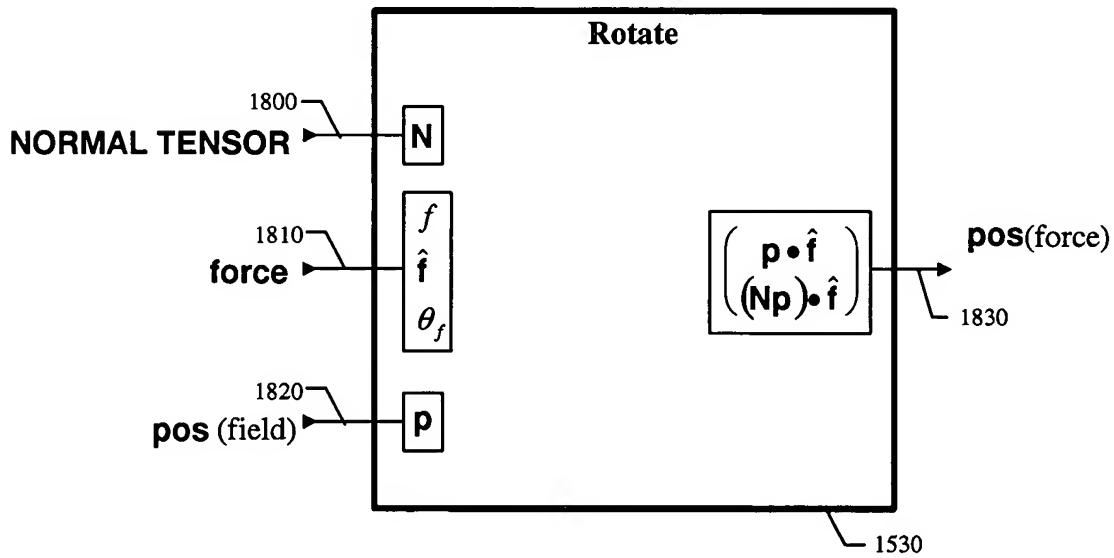 Rotate
1800
NORMAL TENSOR
N
1810
force
f
f̂
θ_f
1820
pos (field)
p
p • f̂
(Np) • f̂
pos(force)
1830
1530